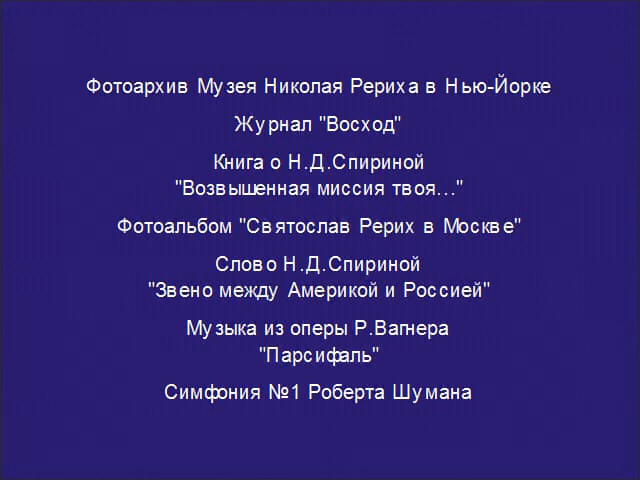 Фотоархив Музея Николая Рериха в Нью-Йорке
Журнал "Восход"
Книга о Н.Д.Спириной
"Возвышенная миссия твоя..."
Фотоальбом "Святослав Рерих в Москве"
Слово Н.Д.Спириной
"Звено между Америкой и Россией"
Музыка из оперы Р.Вагнера
"Парсифаль"
Симфония №1 Роберта Шумана